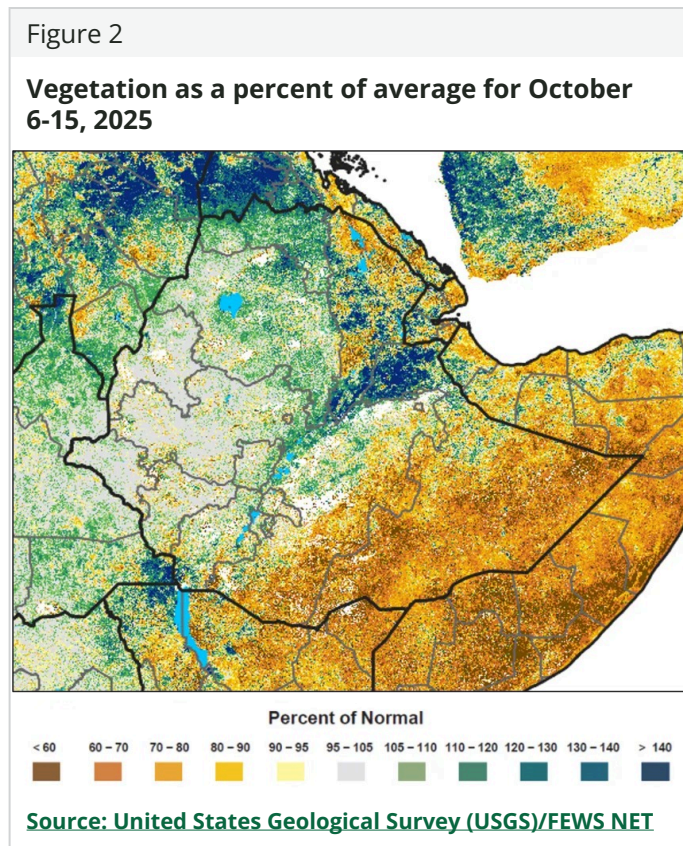 Figure 2
Vegetation as a percent of average for October
6-15, 2025
Percent of Normal
< 60 60 – 70 70 – 80 80 – 90 90 – 95 95 – 105 105 – 110 110 – 120 120 – 130 130 – 140 > 140
Source: United States Geological Survey (USGS)/FEWS NET